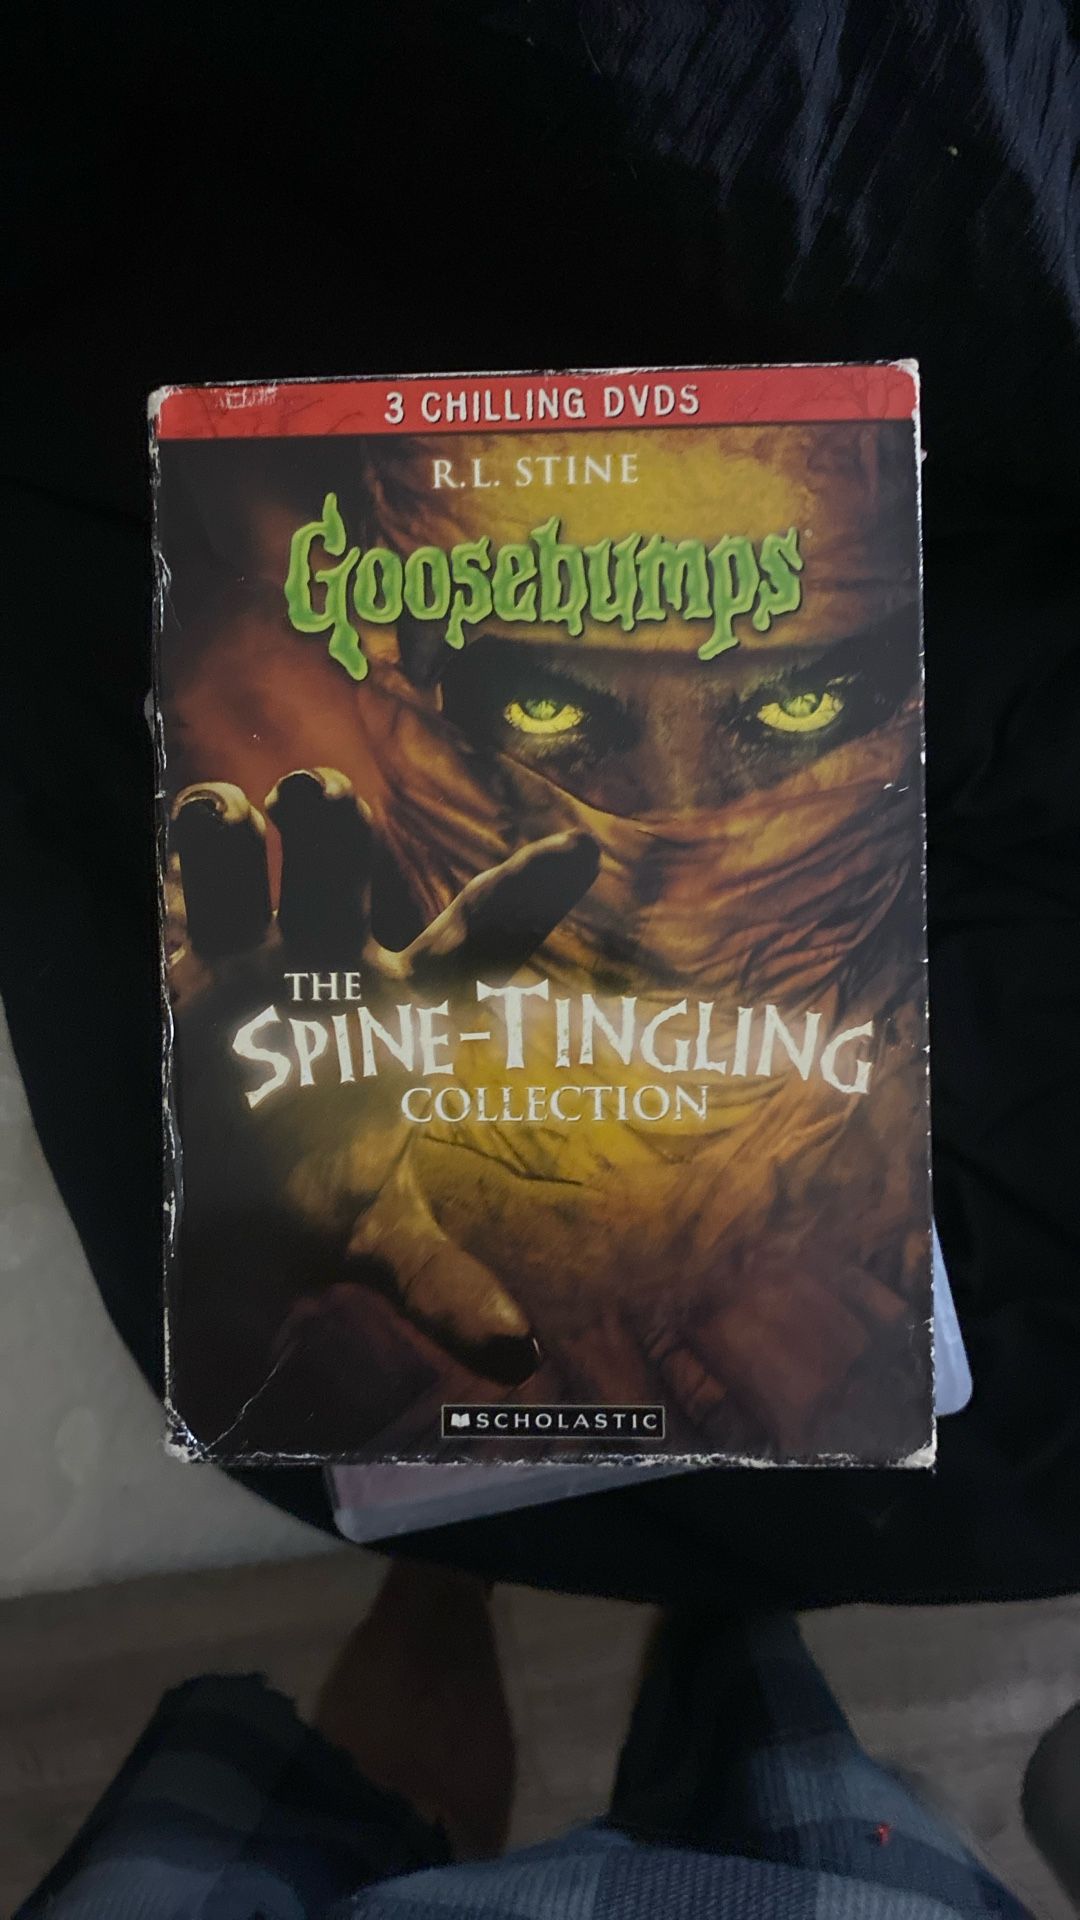 3 CHILLING DVDS
R.L. STINE
Goosebumps
THE
SPINE-TINGLING
COLLECTION
SCHOLASTIC